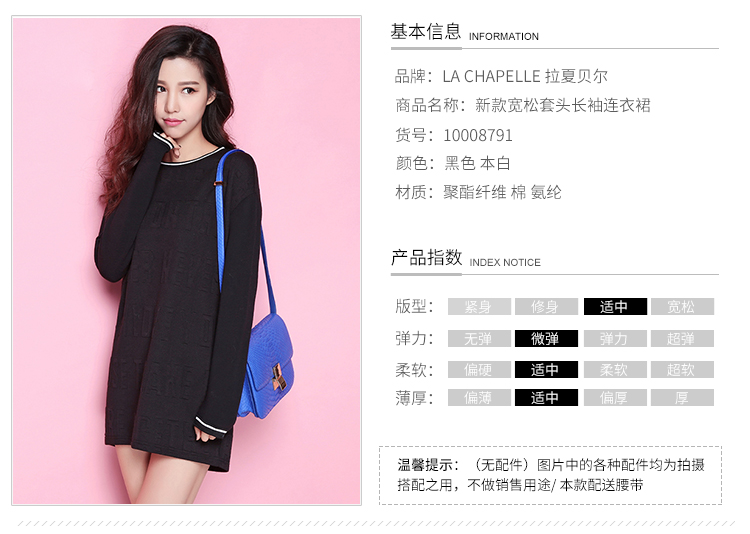 基本信息 INFORMATION
品牌：LA CHAPELLE 拉夏贝尔
商品名称：新款宽松套头长袖连衣裙
货号：10008791
颜色：黑色 本白
材质：聚酯纤维 棉 氨纶
产品指数 INDEX NOTICE
版型： 紧身 修身 适中 宽松
弹力： 无弹 微弹 弹力 超弹
柔软： 偏硬 适中 柔软 超软
薄厚： 偏薄 适中 偏厚 厚
温馨提示：（无配件）图片中的各种配件均为拍摄
搭配之用，不做销售用途/ 本款配送腰带